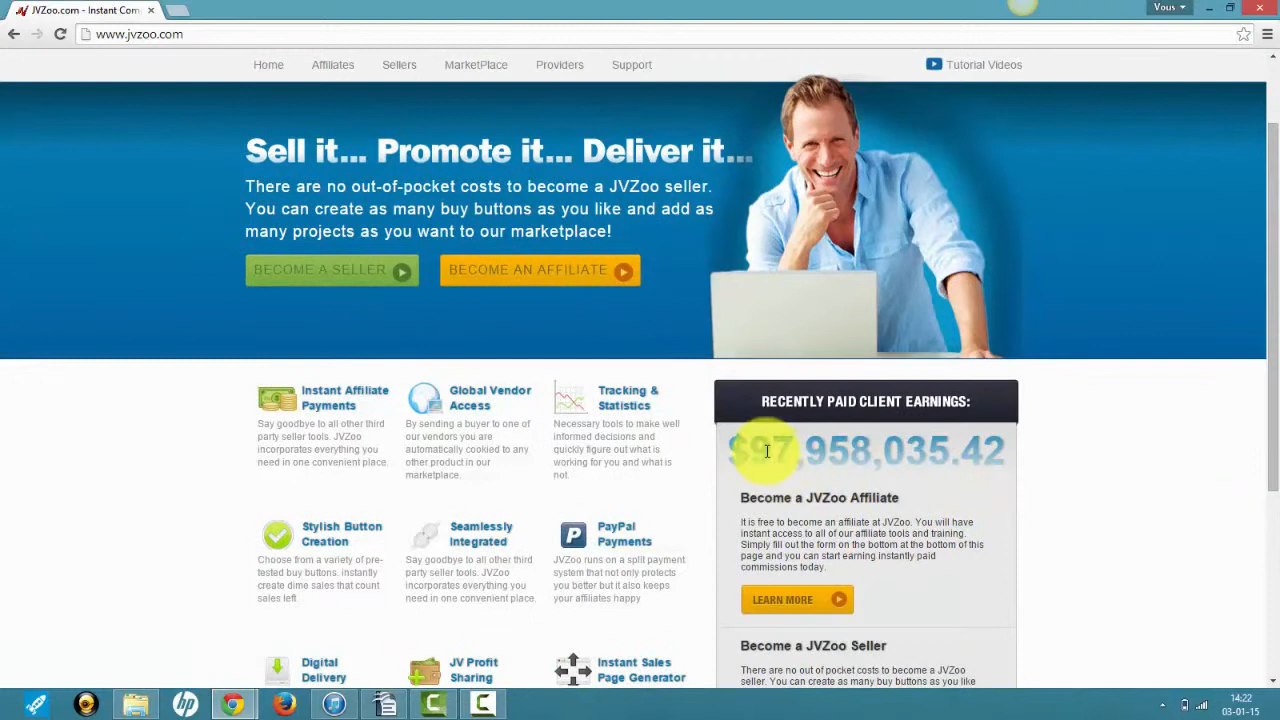 JVZoo.com - Instant Com
Vous
www.jvzoo.com
Home Affiliates Sellers MarketPlace Providers Support Tutorial Videos
Sell it... Promote it... Deliver it...
There are no out-of-pocket costs to become a JVZoo seller.
You can create as many buy buttons as you like and add as
many projects as you want to our marketplace!
BECOME A SELLER
BECOME AN AFFILIATE
Instant Affiliate
Payments
Say goodbye to all other third
party seller tools. JVZoo
incorporates everything you
need in one convenient place.
Global Vendor
Access
By sending a buyer to one of
our vendors you are
automatically cookied to any
other product in our
marketplace.
Tracking &
Statistics
Necessary tools to make well
informed decisions and
quickly figure out what is
working for you and what is
not.
Stylish Button
Creation
Choose from a variety of pre-
tested buy buttons. instantly
create dime sales that count
sales left.
Seamlessly
Integrated
Say goodbye to all other third
party seller tools. JVZoo
incorporates everything you
need in one convenient place.
PayPal
Payments
JVZoo runs on a split payment
system that not only protects
you better but it also keeps
your affiliates happy
Digital
Delivery
JV Profit
Sharing
Instant Sales
Page Generator
RECENTLY PAID CLIENT EARNINGS:
$97,958,035.42
Become a JVZoo Affiliate
It is free to become an affiliate at JVZoo. You will have
instant access to all of our affiliate tools and training.
Simply fill out the form on the bottom at the bottom of this
page and you can start earning instantly paid
commissions today.
LEARN MORE
Become a JVZoo Seller
There are no out of pocket costs to become a JVZoo
seller. You can create as many buy buttons as you like
14:22
03-01-15